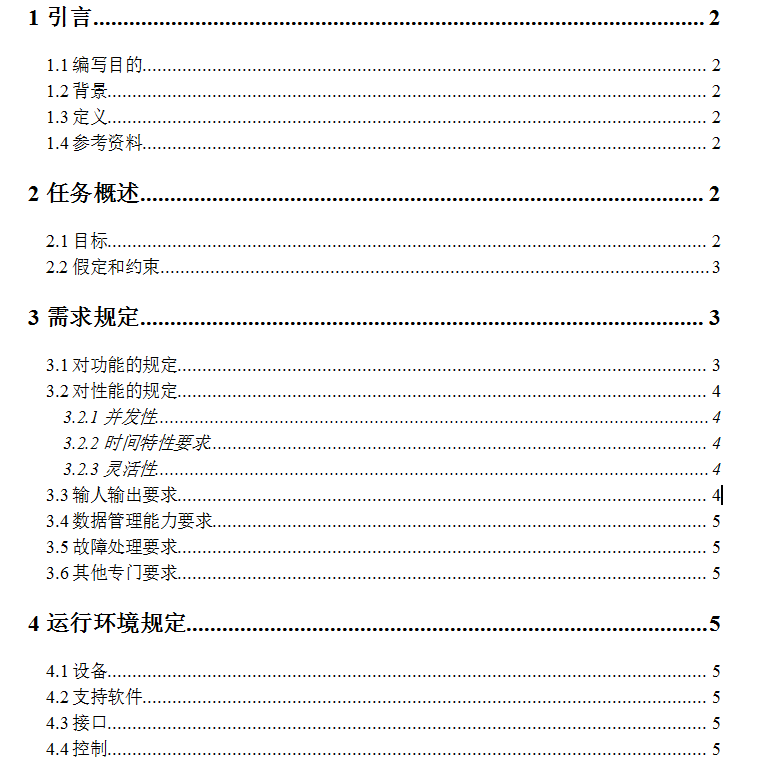 1 引言 2
1.1 编写目的 2
1.2 背景 2
1.3 定义 2
1.4 参考资料 2
2 任务概述 2
2.1 目标 2
2.2 假定和约束 3
3 需求规定 3
3.1 对功能的规定 3
3.2 对性能的规定 4
3.2.1 并发性 4
3.2.2 时间特性要求 4
3.2.3 灵活性 4
3.3 输人输出要求 4
3.4 数据管理能力要求 5
3.5 故障处理要求 5
3.6 其他专门要求 5
4 运行环境规定 5
4.1 设备 5
4.2 支持软件 5
4.3 接口 5
4.4 控制 5